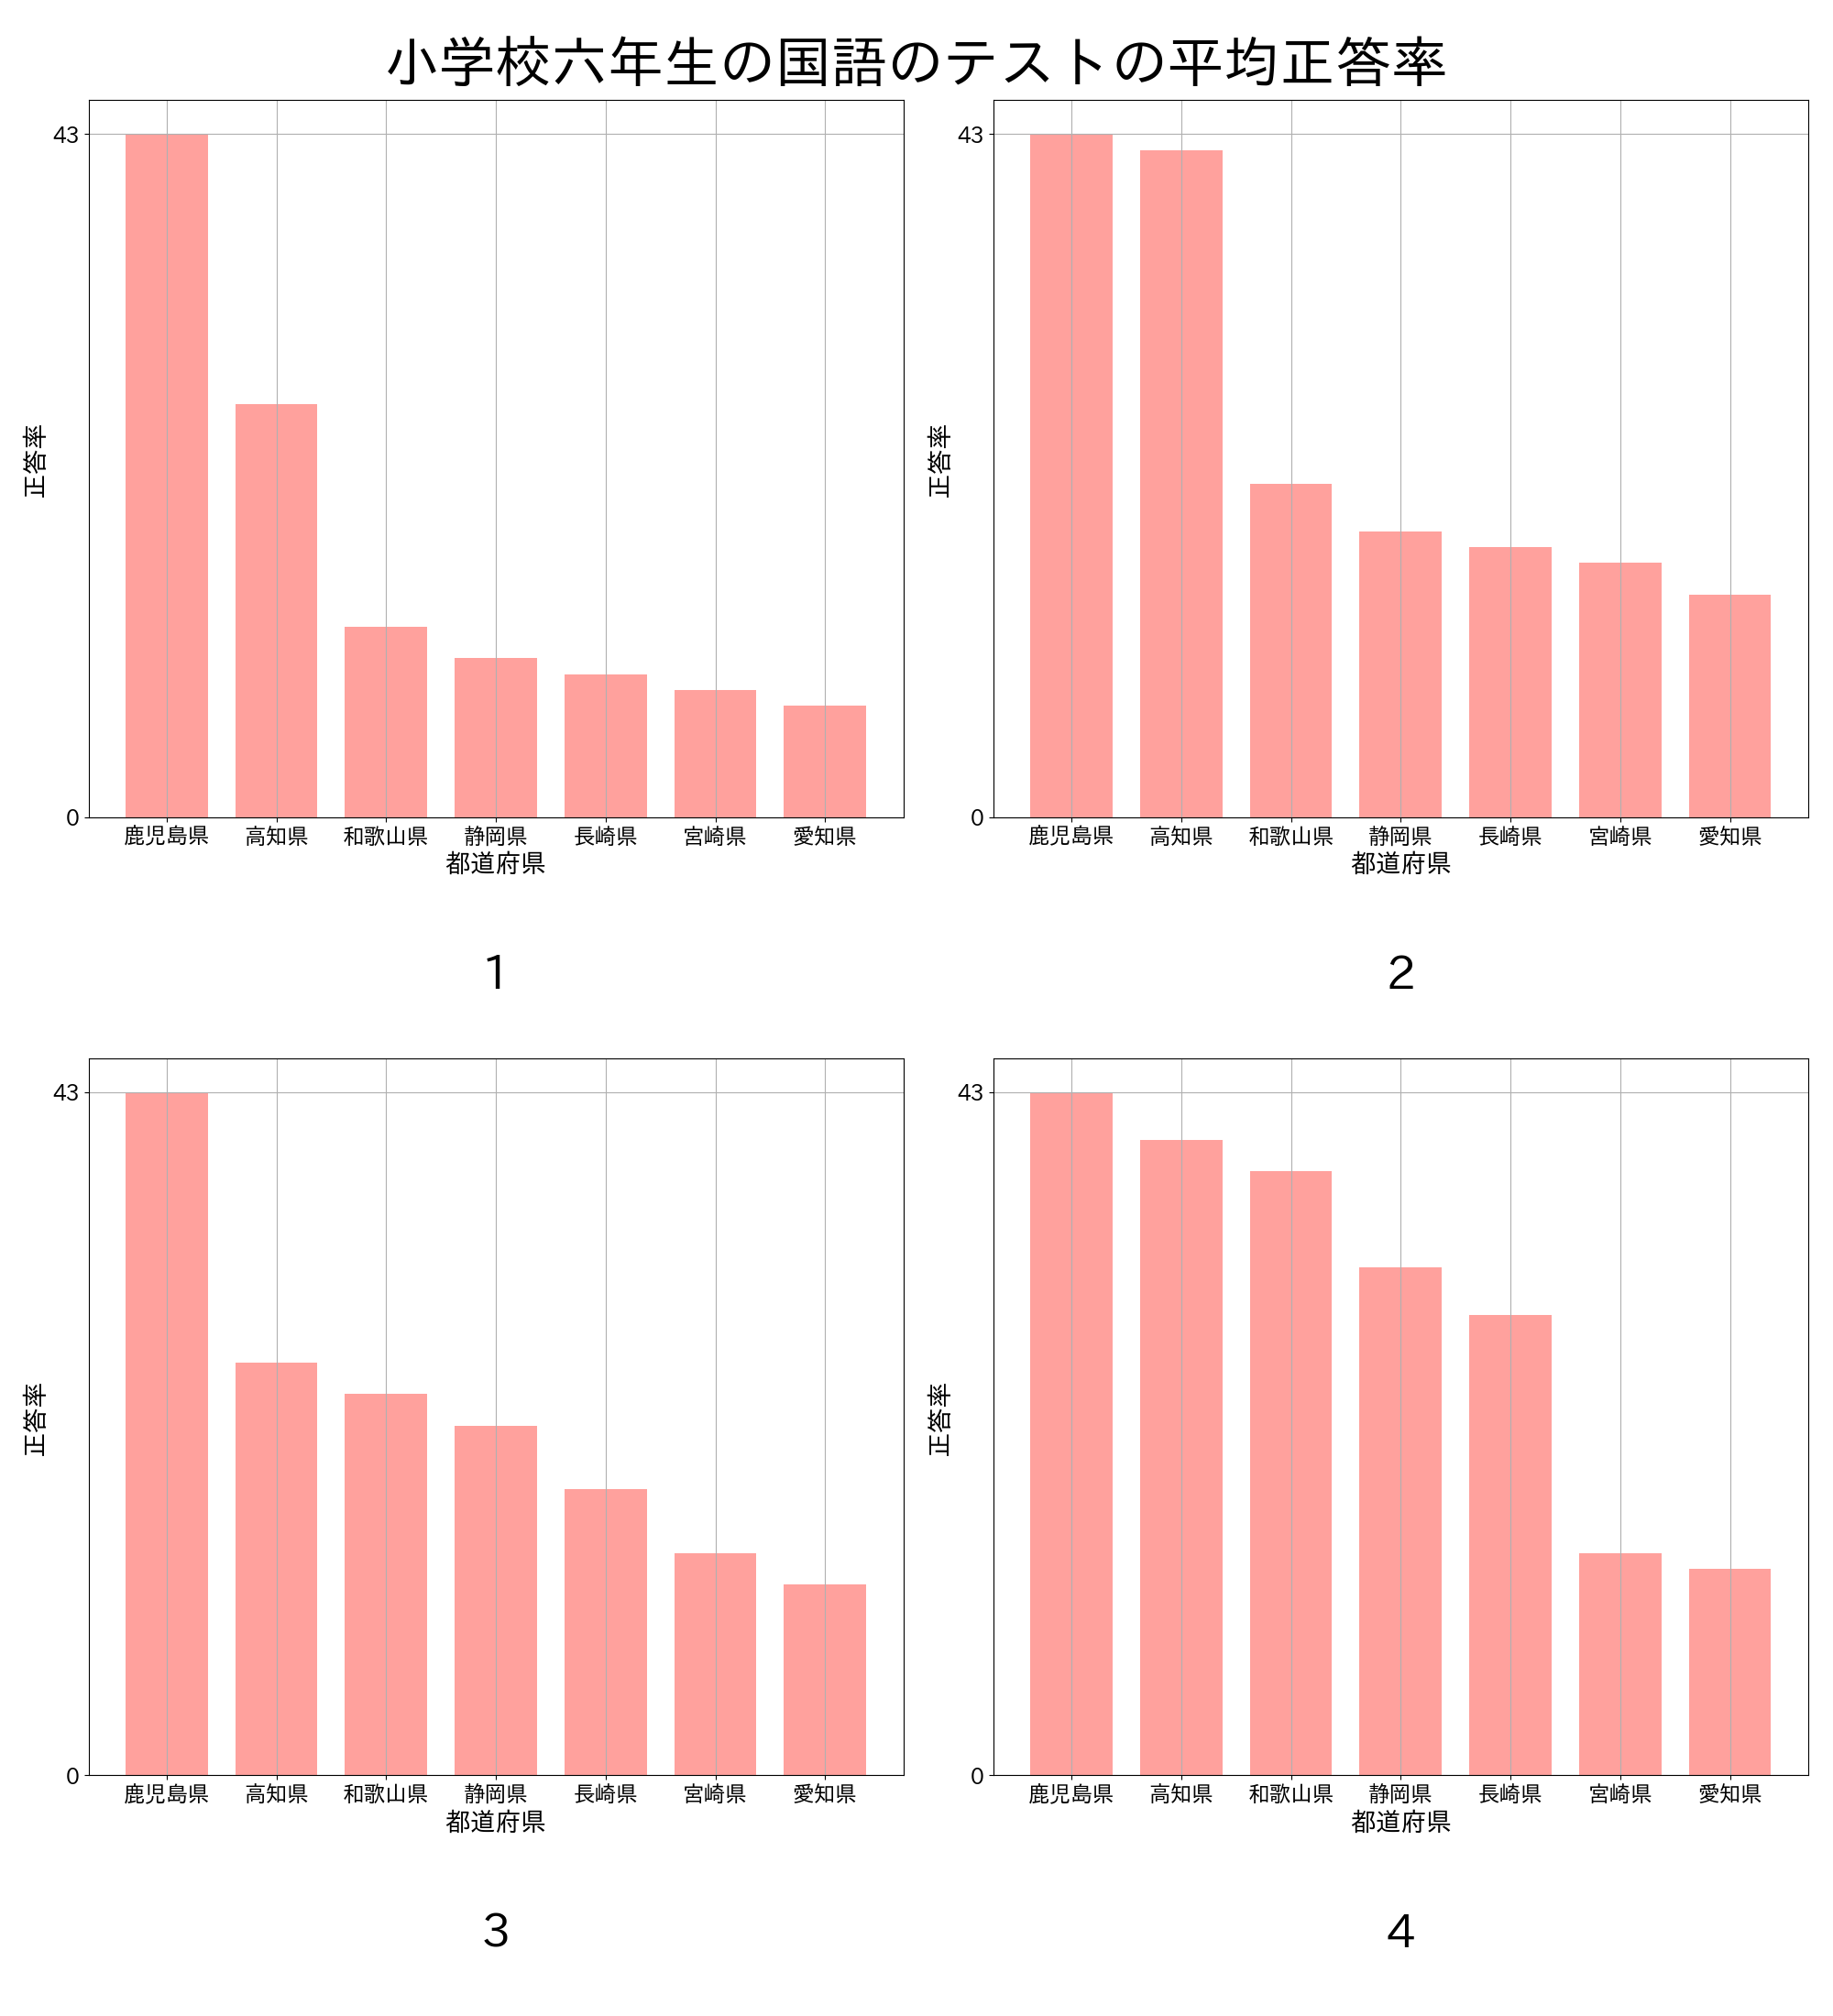 小学校六年生の国語のテストの平均正答率
43
0
正答率
鹿児島県 高知県 和歌山県 静岡県 長崎県 宮崎県 愛知県
都道府県
1
43
0
正答率
鹿児島県 高知県 和歌山県 静岡県 長崎県 宮崎県 愛知県
都道府県
2
43
0
正答率
鹿児島県 高知県 和歌山県 静岡県 長崎県 宮崎県 愛知県
都道府県
3
43
0
正答率
鹿児島県 高知県 和歌山県 静岡県 長崎県 宮崎県 愛知県
都道府県
4